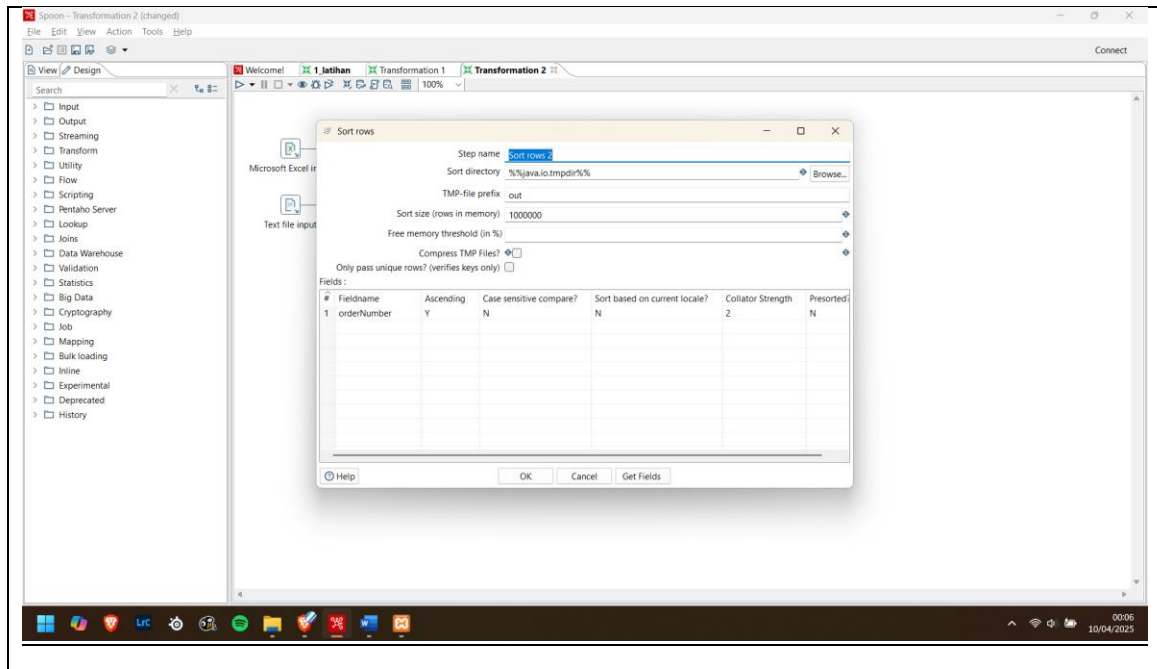 Spoon - Transformation 2 (changed)
File Edit View Action Tools Help
Connect
View Design
Welcome! 1_latihan Transformation 1 Transformation 2
Search
100%
Input
Output
Streaming
Transform
Utility
Flow
Scripting
Pentaho Server
Lookup
Joins
Data Warehouse
Validation
Statistics
Big Data
Cryptography
Job
Mapping
Bulk loading
Inline
Experimental
Deprecated
History
Microsoft Excel in
Text file input
Sort rows
Step name Sort rows 2
Sort directory %%java.io.tmpdir%% Browse...
TMP-file prefix out
Sort size (rows in memory) 1000000
Free memory threshold (in %)
Compress TMP Files?
Only pass unique rows? (verifies keys only)
Fields :
# Fieldname Ascending Case sensitive compare? Sort based on current locale? Collator Strength Presorted?
1 orderNumber Y N N 2 N
Help OK Cancel Get Fields
LrC
00:06
10/04/2025